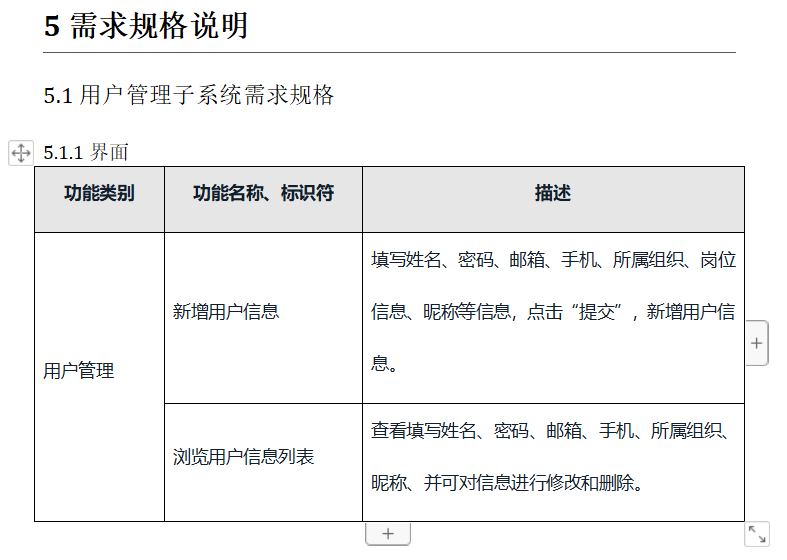 5 需求规格说明
5.1 用户管理子系统需求规格
5.1.1 界面
功能类别
功能名称、标识符
描述
用户管理
新增用户信息
填写姓名、密码、邮箱、手机、所属组织、岗位
信息、昵称等信息，点击“提交”，新增用户信
息。
浏览用户信息列表
查看填写姓名、密码、邮箱、手机、所属组织、
昵称、并可对信息进行修改和删除。